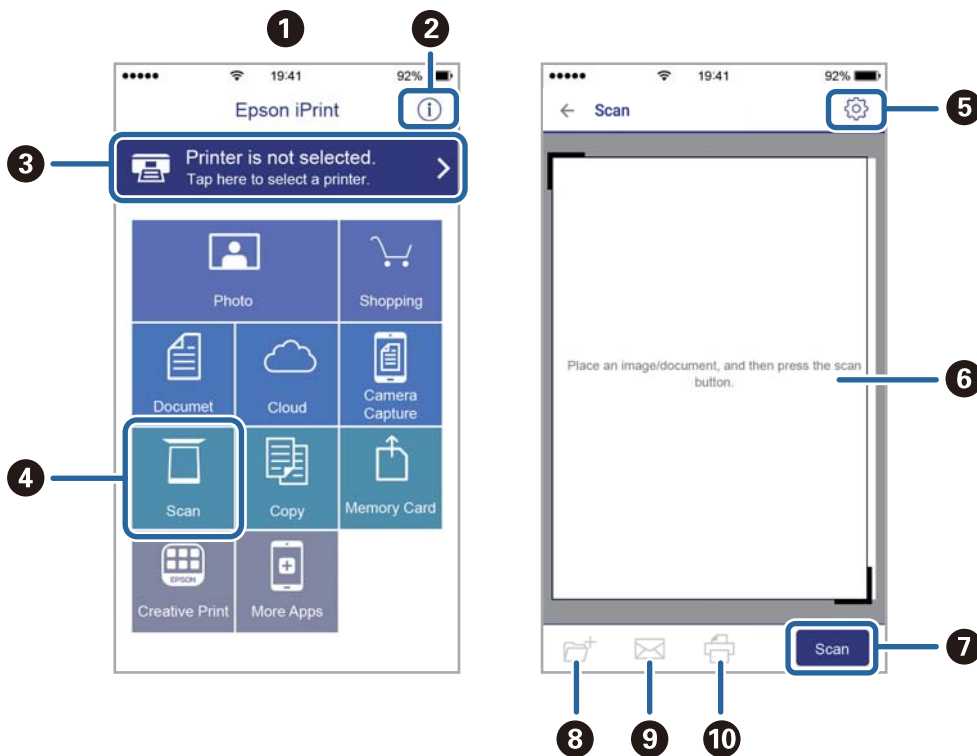 1
2
19:41
92%
Epson iPrint
i
3
Printer is not selected.
Tap here to select a printer.
Photo
Shopping
Documet
Cloud
Camera
Capture
4
Scan
Copy
Memory Card
EPSON
Creative Print
More Apps
19:41
92%
Scan
5
Place an image/document, and then press the scan
button.
6
Scan
7
8
9
10